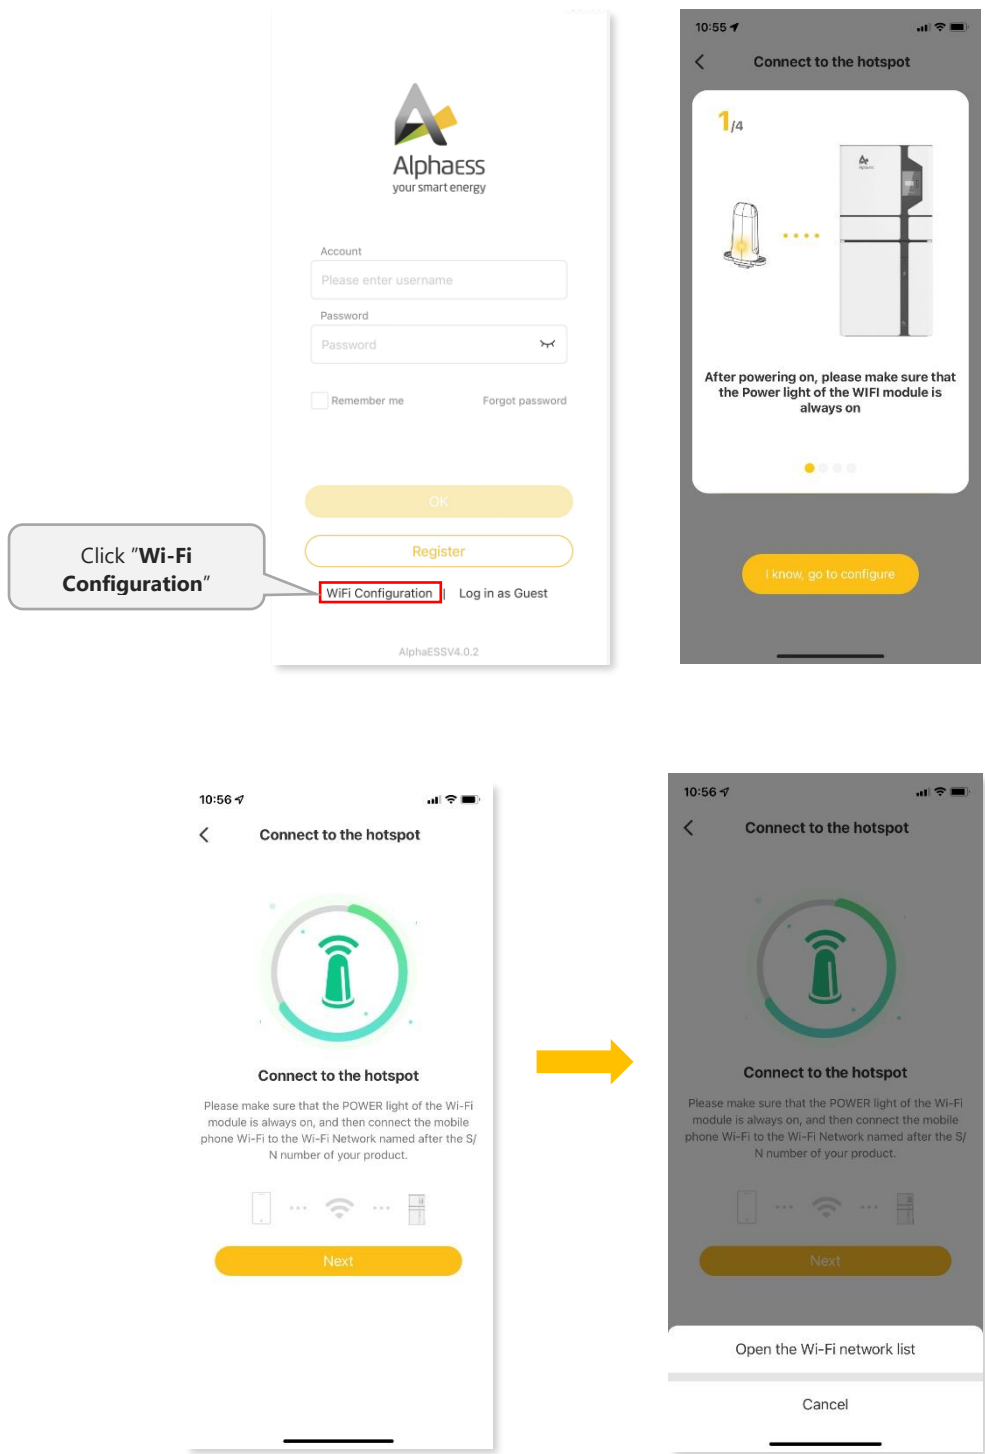 AlphaESS
your smart energy
Account
Please enter username
Password
Password
Remember me
Forgot password
OK
Register
Click "Wi-Fi
Configuration"
WiFi Configuration | Log in as Guest
AlphaESSV4.0.2
10:55
Connect to the hotspot
1/4
AlphaESS
After powering on, please make sure that
the Power light of the WIFI module is
always on
I know, go to configure
10:56
Connect to the hotspot
Connect to the hotspot
Please make sure that the POWER light of the Wi-Fi
module is always on, and then connect the mobile
phone Wi-Fi to the Wi-Fi Network named after the S/
N number of your product.
Next
10:56
Connect to the hotspot
Connect to the hotspot
Please make sure that the POWER light of the Wi-Fi
module is always on, and then connect the mobile
phone Wi-Fi to the Wi-Fi Network named after the S/
N number of your product.
Next
Open the Wi-Fi network list
Cancel